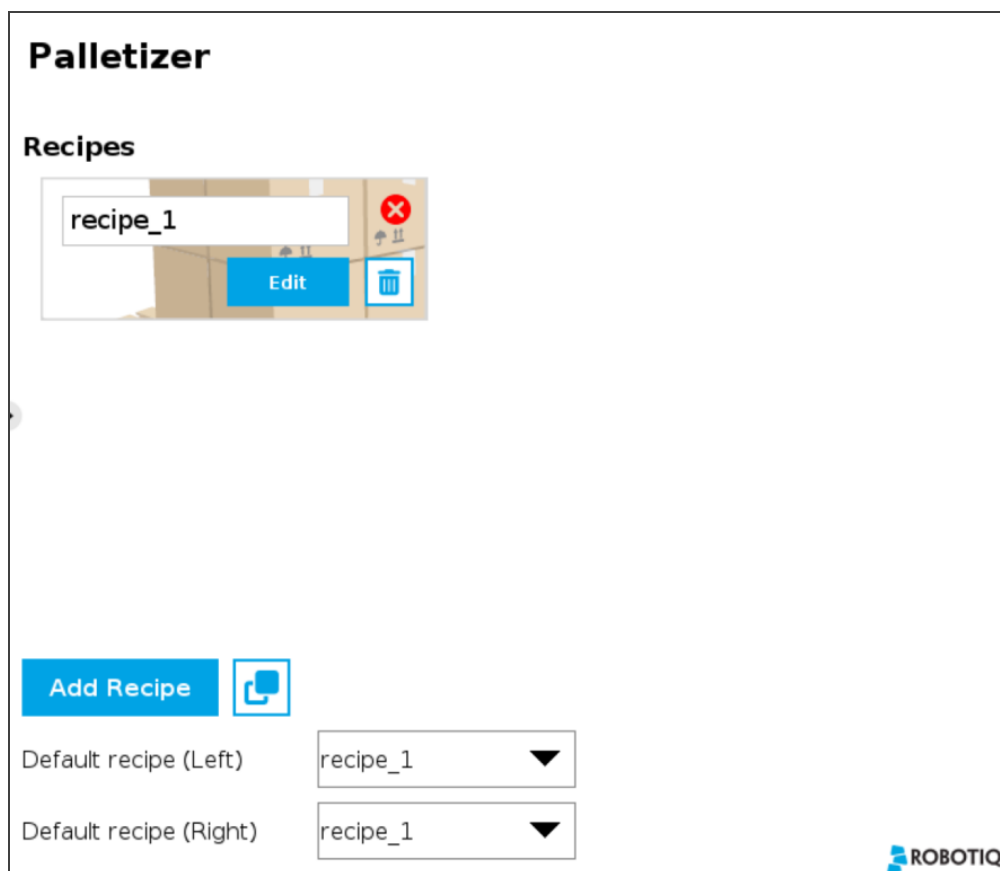 Palletizer
Recipes
recipe_1
Edit
Add Recipe
Default recipe (Left)
recipe_1
Default recipe (Right)
recipe_1
ROBOTIQ